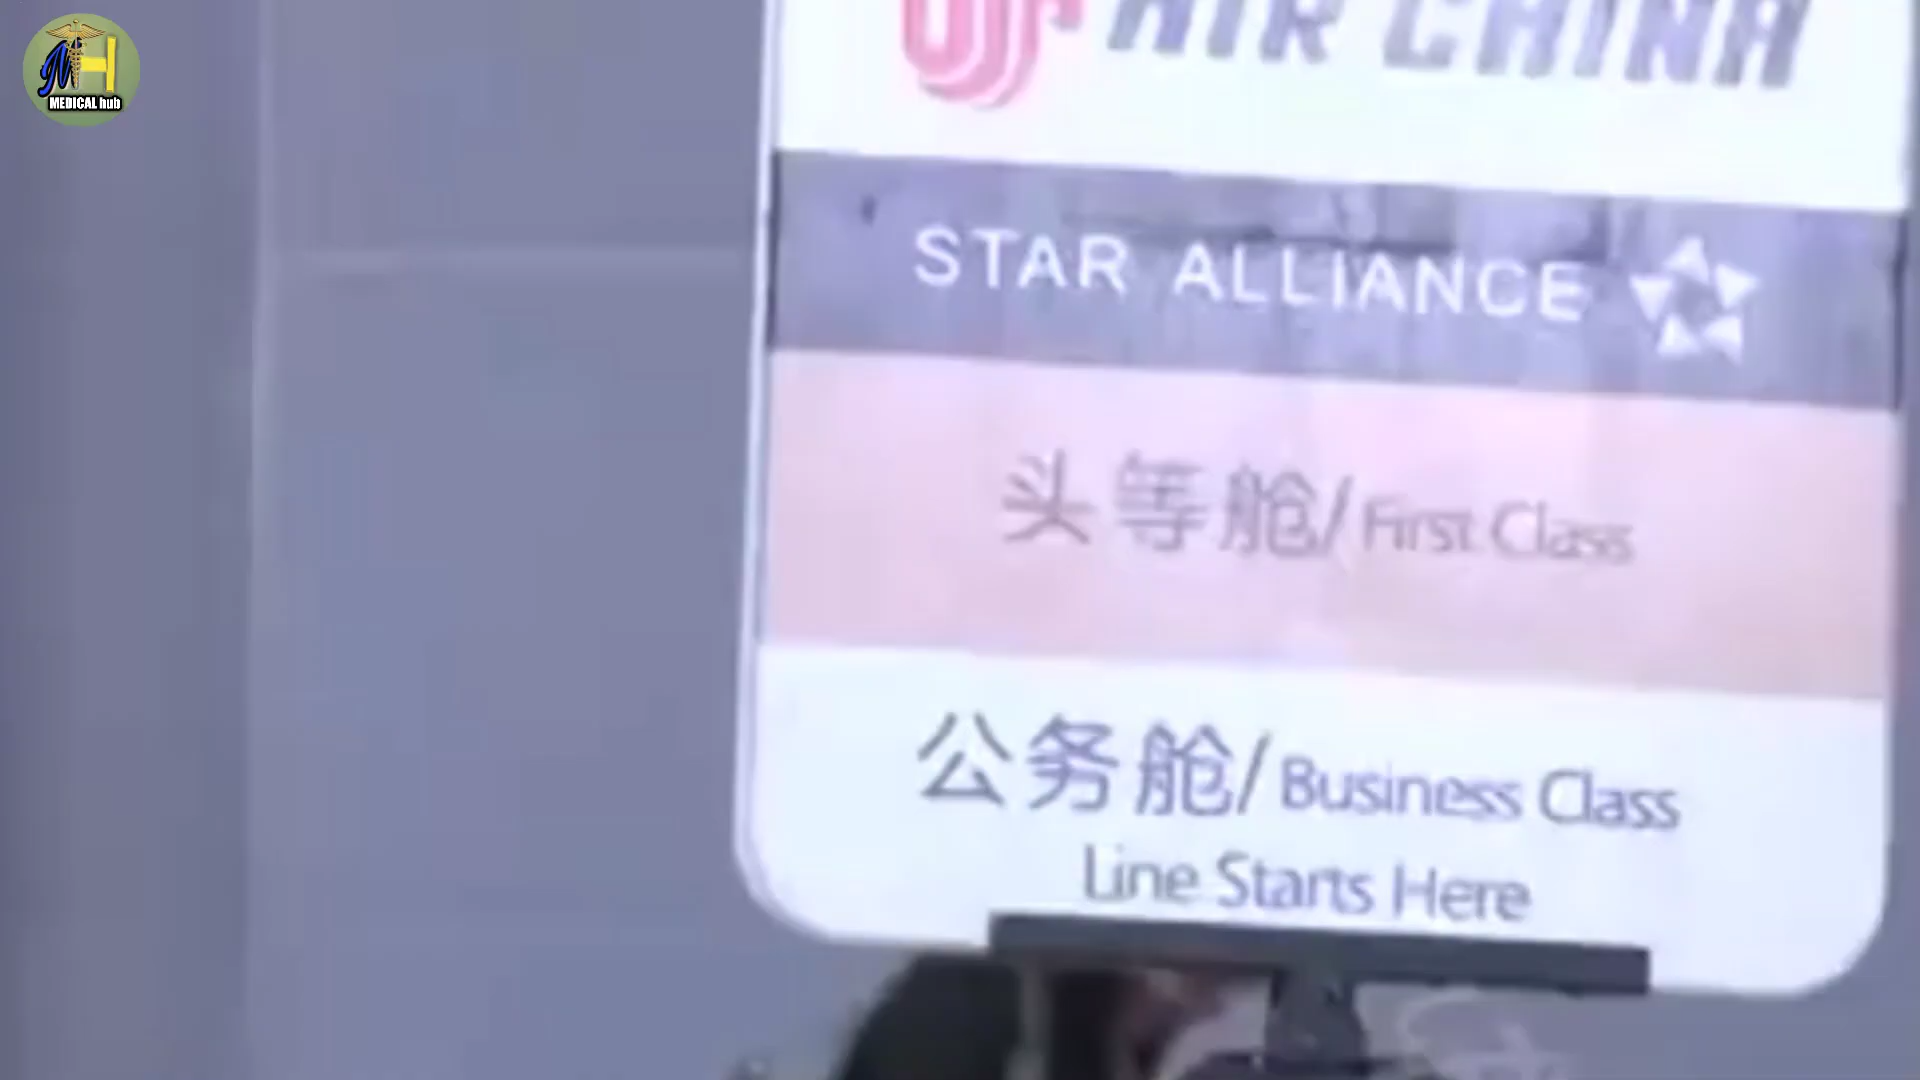 MH
MEDICAL hub
AIR CHINA
STAR ALLIANCE
头等舱/First Class
公务舱/Business Class
Line Starts Here